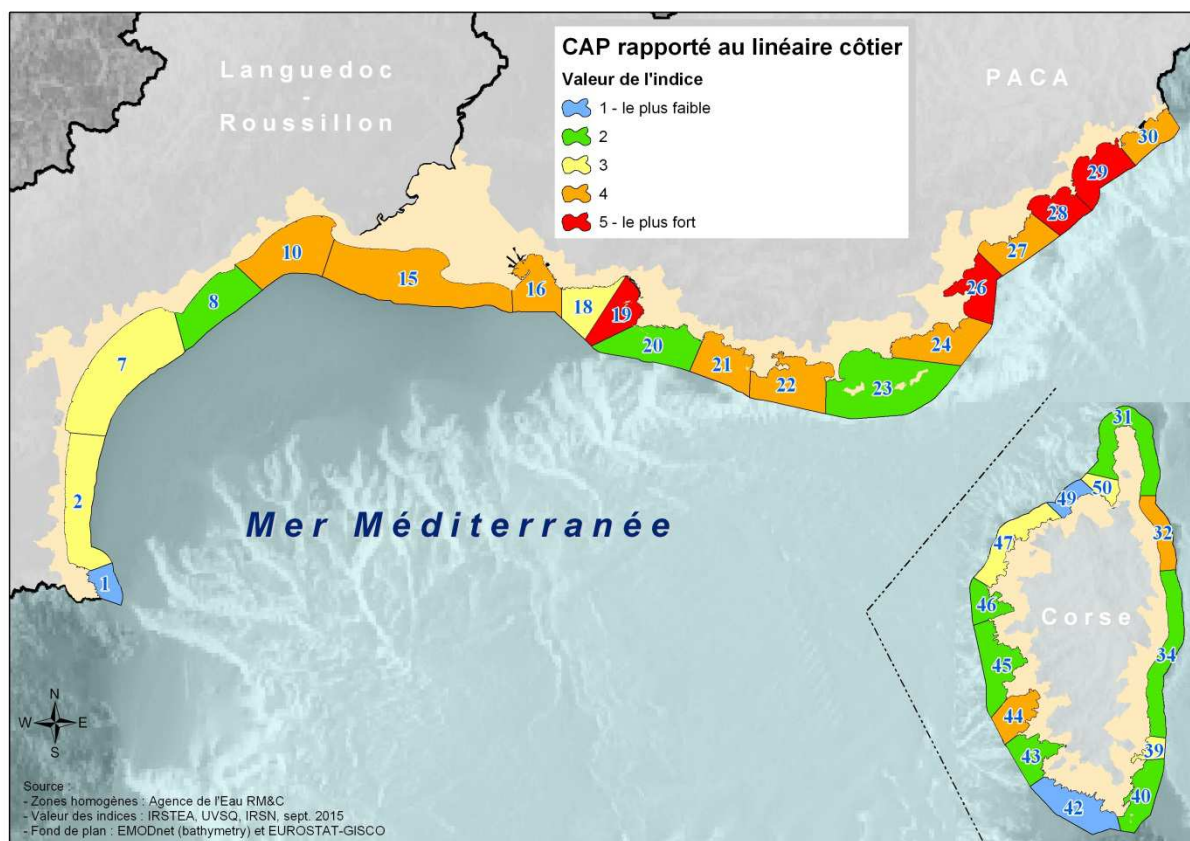 CAP rapporté au linéaire côtier
Valeur de l'indice
1 - le plus faible
2
3
4
5 - le plus fort
Languedoc
-
Roussillon
PACA
30
29
28
27
26
24
10
15
16
18
19
8
20
21
22
23
7
2
1
Mer Méditerranée
31
50
49
32
47
46
Corse
45
34
44
39
43
40
42
N
W
E
S
Source :
- Zones homogènes : Agence de l'Eau RM&C
- Valeur des indices : IRSTEA, UVSQ, IRSN, sept. 2015
- Fond de plan : EMODnet (bathymetry) et EUROSTAT-GISCO